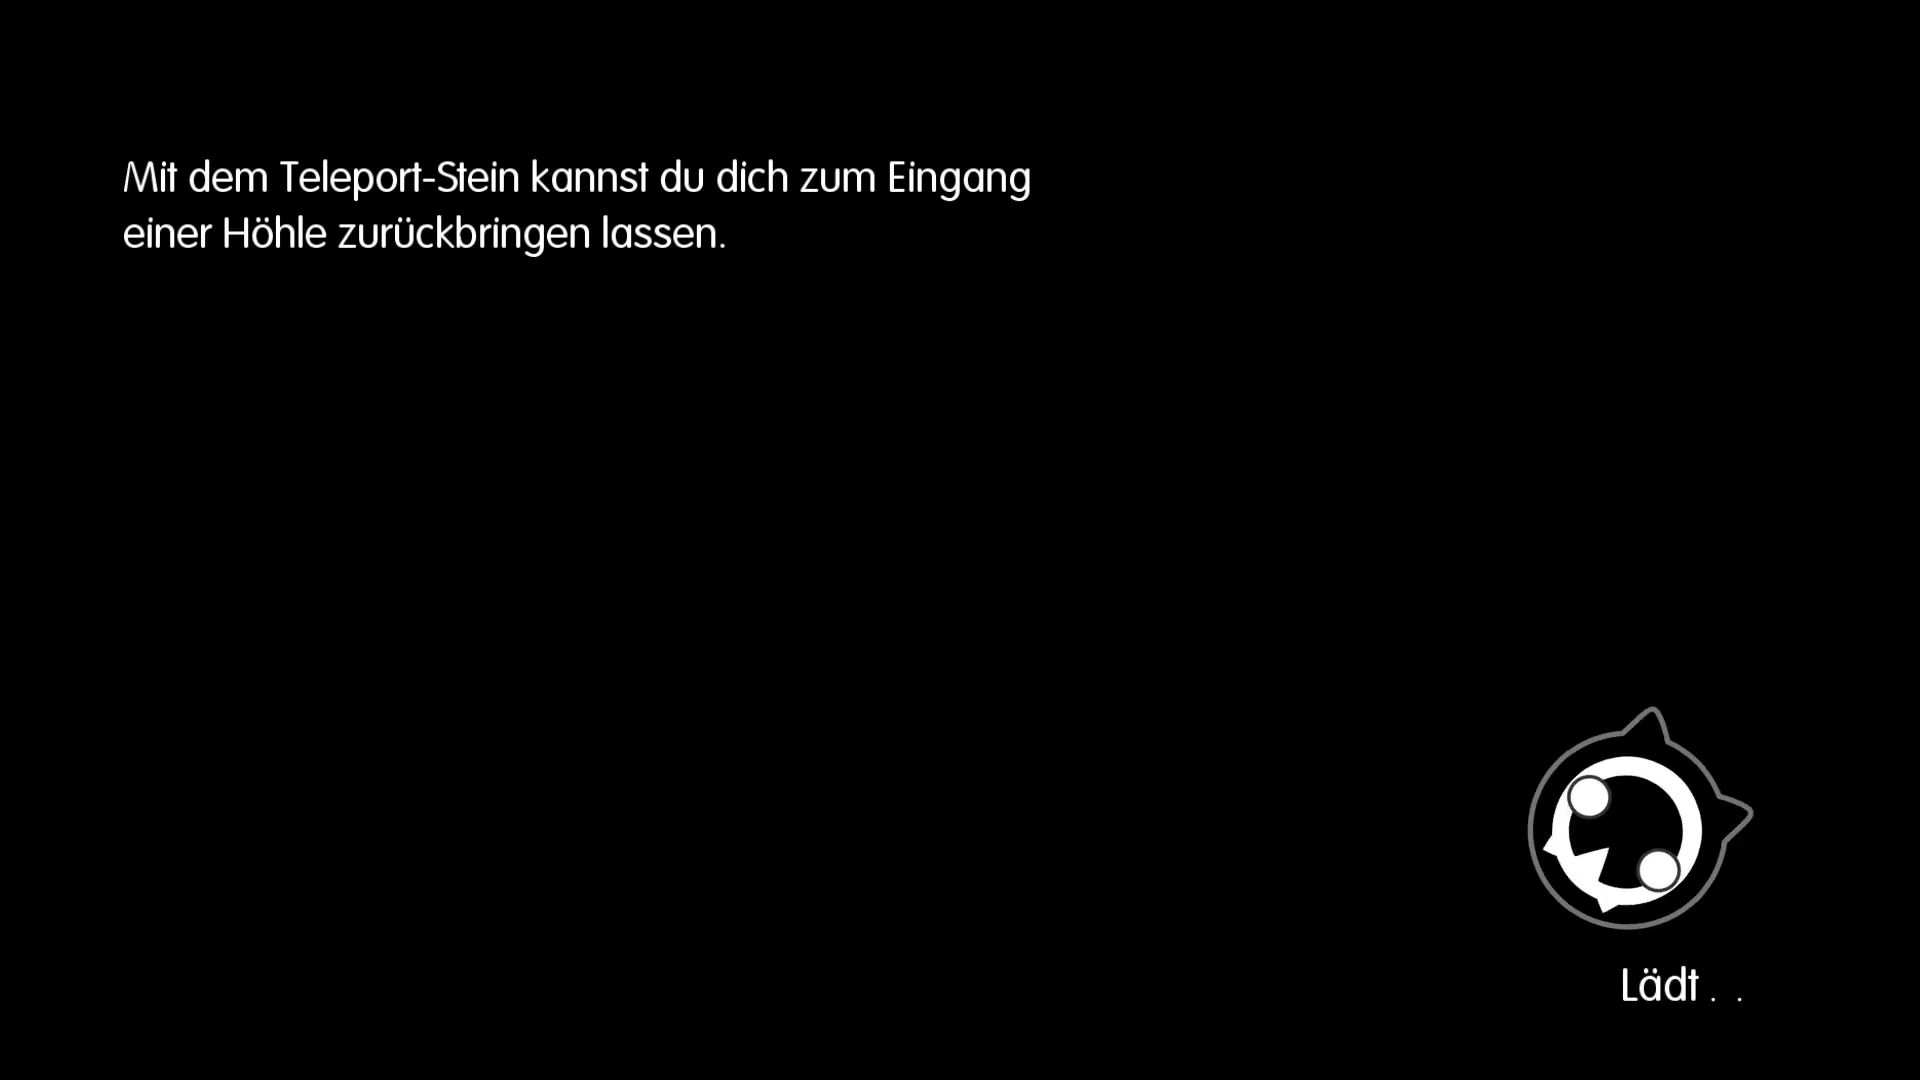 Mit dem Teleport-Stein kannst du dich zum Eingang
einer Höhle zurückbringen lassen.
Lädt . .